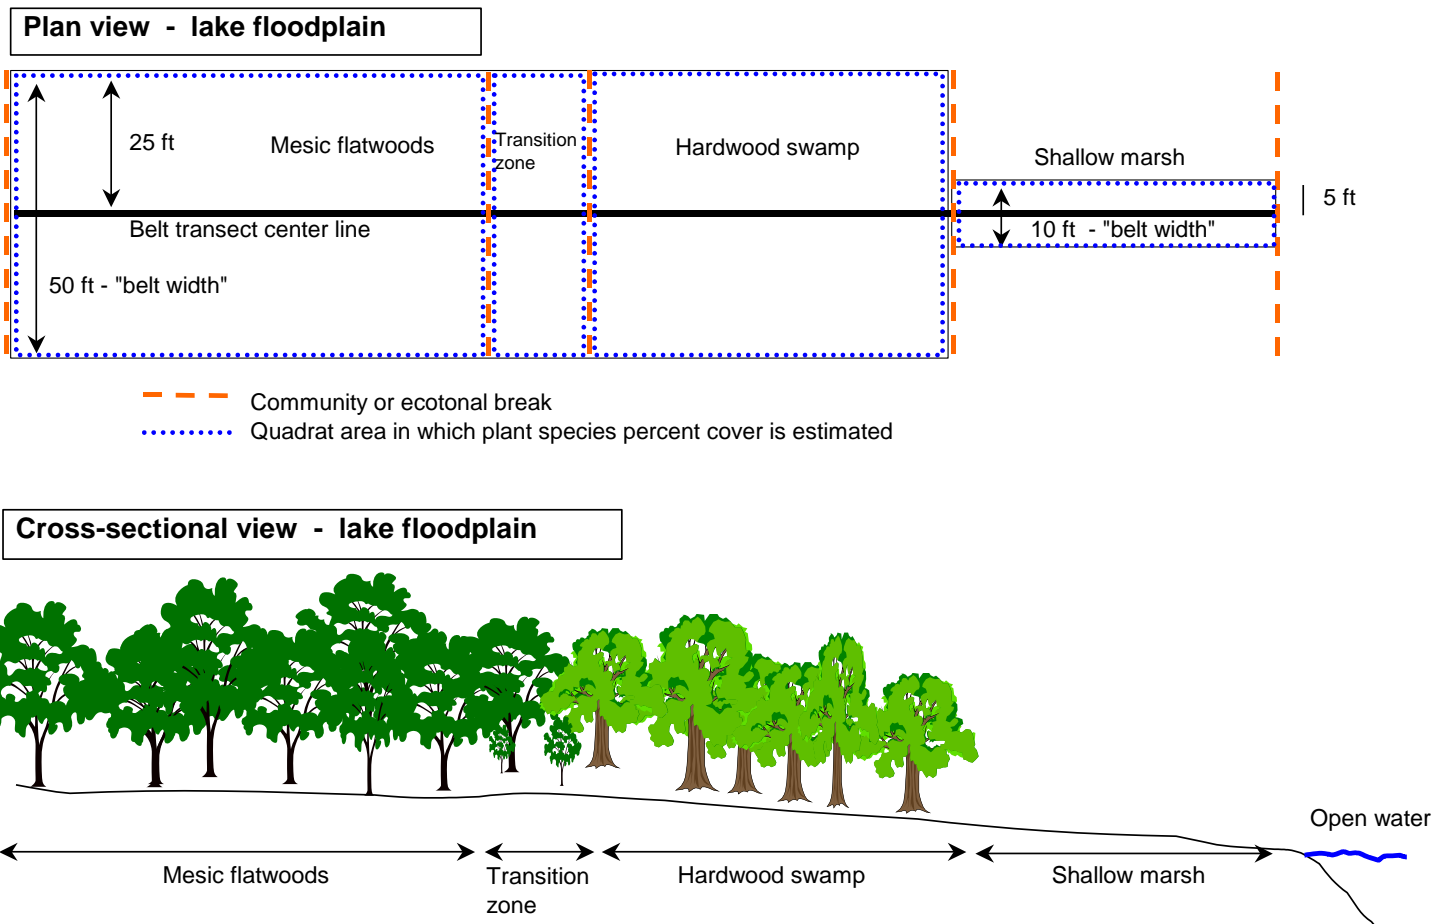 Plan view - lake floodplain
25 ft
Mesic flatwoods
Transition
zone
Hardwood swamp
Shallow marsh
5 ft
Belt transect center line
10 ft - "belt width"
50 ft - "belt width"
Community or ecotonal break
Quadrat area in which plant species percent cover is estimated
Cross-sectional view - lake floodplain
Open water
Mesic flatwoods
Transition
zone
Hardwood swamp
Shallow marsh